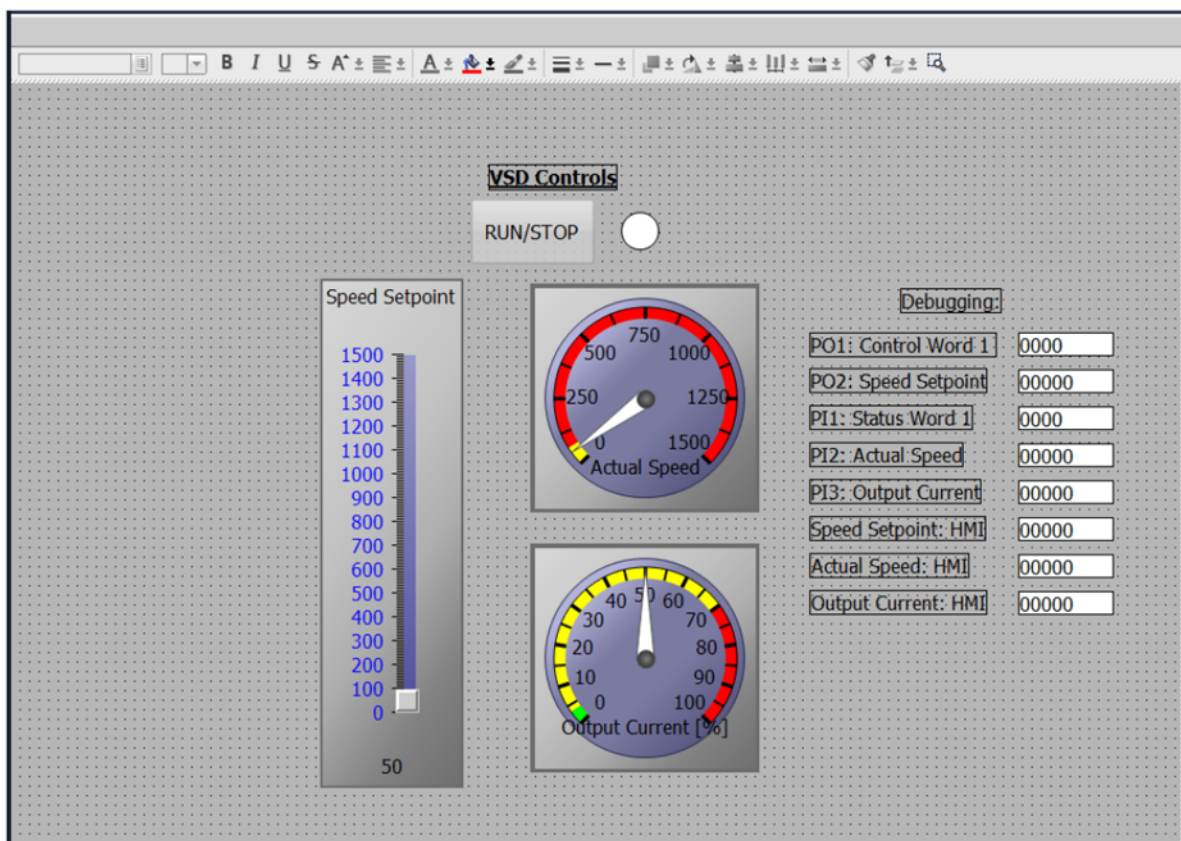 B I U S A A
VSD Controls
RUN/STOP
Speed Setpoint
1500
1400
1300
1200
1100
1000
900
800
700
600
500
400
300
200
100
0
50
750
500 1000
250 1250
0 1500
Actual Speed
50
40 60
30 70
20 80
10 90
0 100
Output Current [%]
Debugging:
PO1: Control Word 1 0000
PO2: Speed Setpoint 00000
PI1: Status Word 1 0000
PI2: Actual Speed 00000
PI3: Output Current 00000
Speed Setpoint: HMI 00000
Actual Speed: HMI 00000
Output Current: HMI 00000